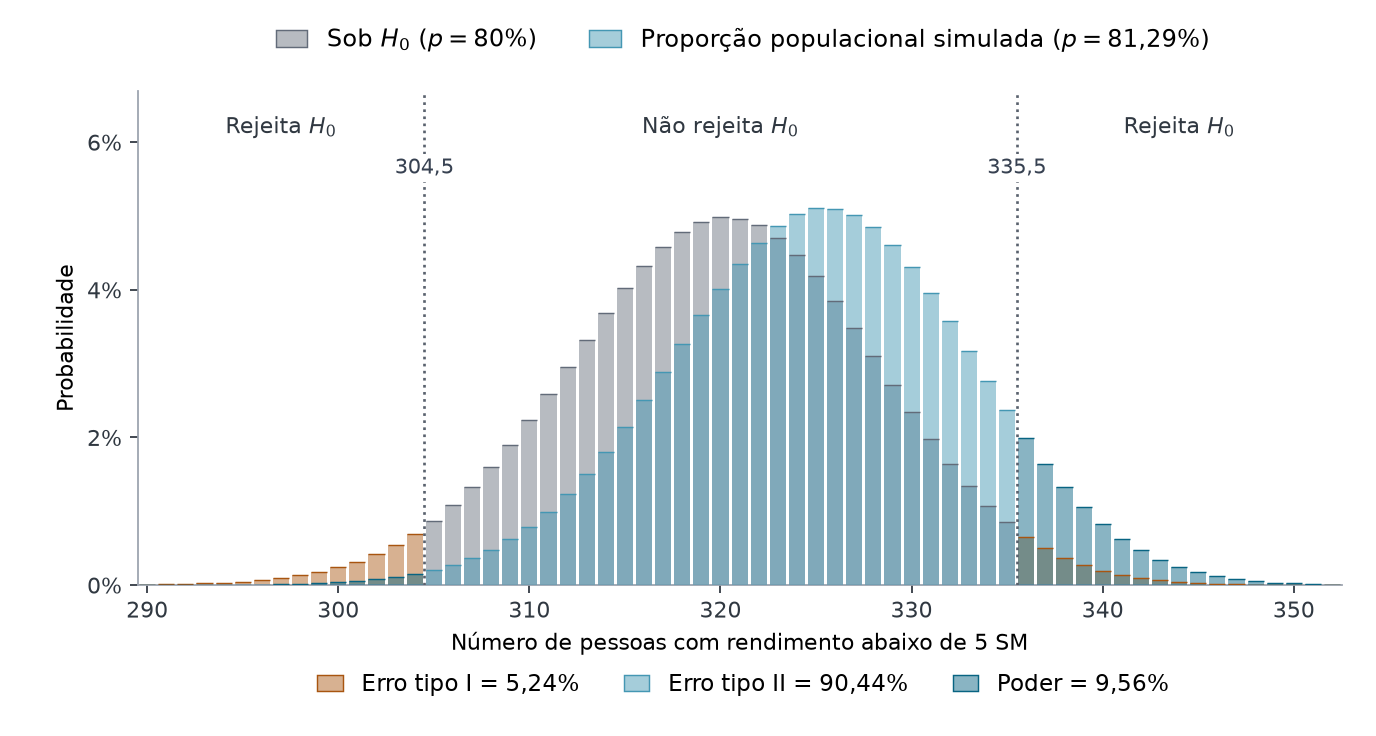 Sob H₀ (p = 80%)
Proporção populacional simulada (p = 81,29%)
Rejeita H₀
Não rejeita H₀
Rejeita H₀
304,5
335,5
6%
4%
2%
0%
Probabilidade
290
300
310
320
330
340
350
Número de pessoas com rendimento abaixo de 5 SM
Erro tipo I = 5,24%
Erro tipo II = 90,44%
Poder = 9,56%